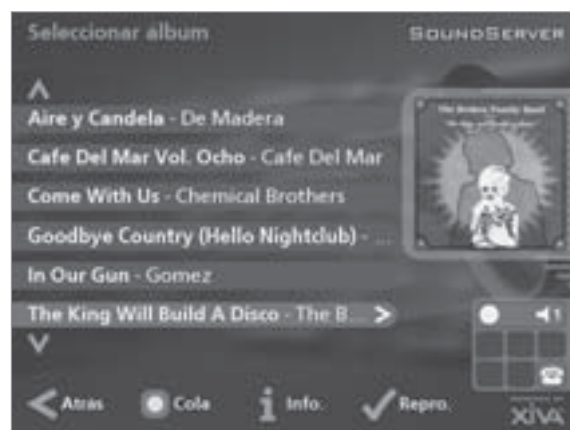 Seleccionar album
SOUNDSERVER
Aire y Candela - De Madera
Cafe Del Mar Vol. Ocho - Cafe Del Mar
Come With Us - Chemical Brothers
Goodbye Country (Hello Nightclub) - ...
In Our Gun - Gomez
The King Will Build A Disco - The B...
1
Atras
Cola
Info.
Repro.
XIVA